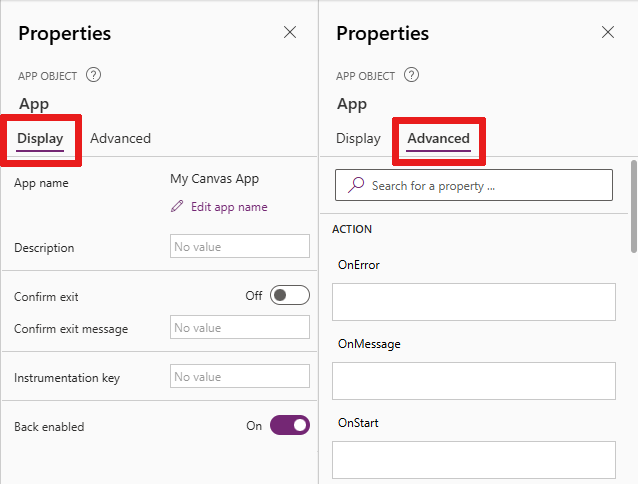 Properties
APP OBJECT ?
App
Display Advanced
App name My Canvas App
Edit app name
Description No value
Confirm exit Off
Confirm exit message No value
Instrumentation key No value
Back enabled On
Properties
APP OBJECT ?
App
Display Advanced
Search for a property ...
ACTION
OnError
OnMessage
OnStart